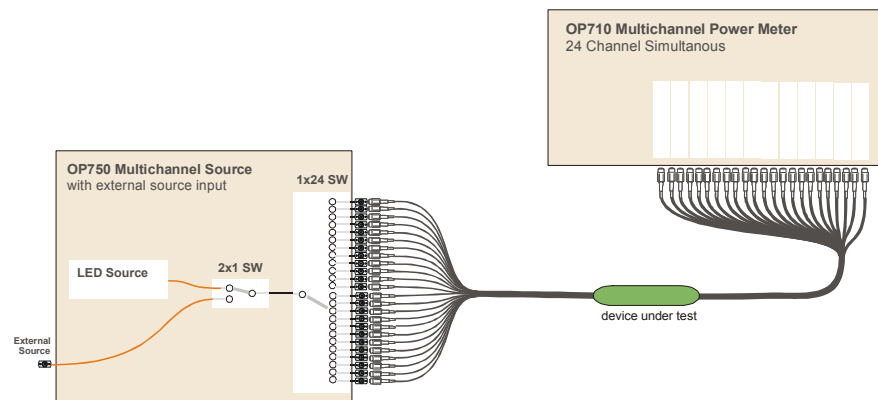 OP710 Multichannel Power Meter
24 Channel Simultanous
OP750 Multichannel Source
with external source input
1x24 SW
2x1 SW
LED Source
device under test
External
Source